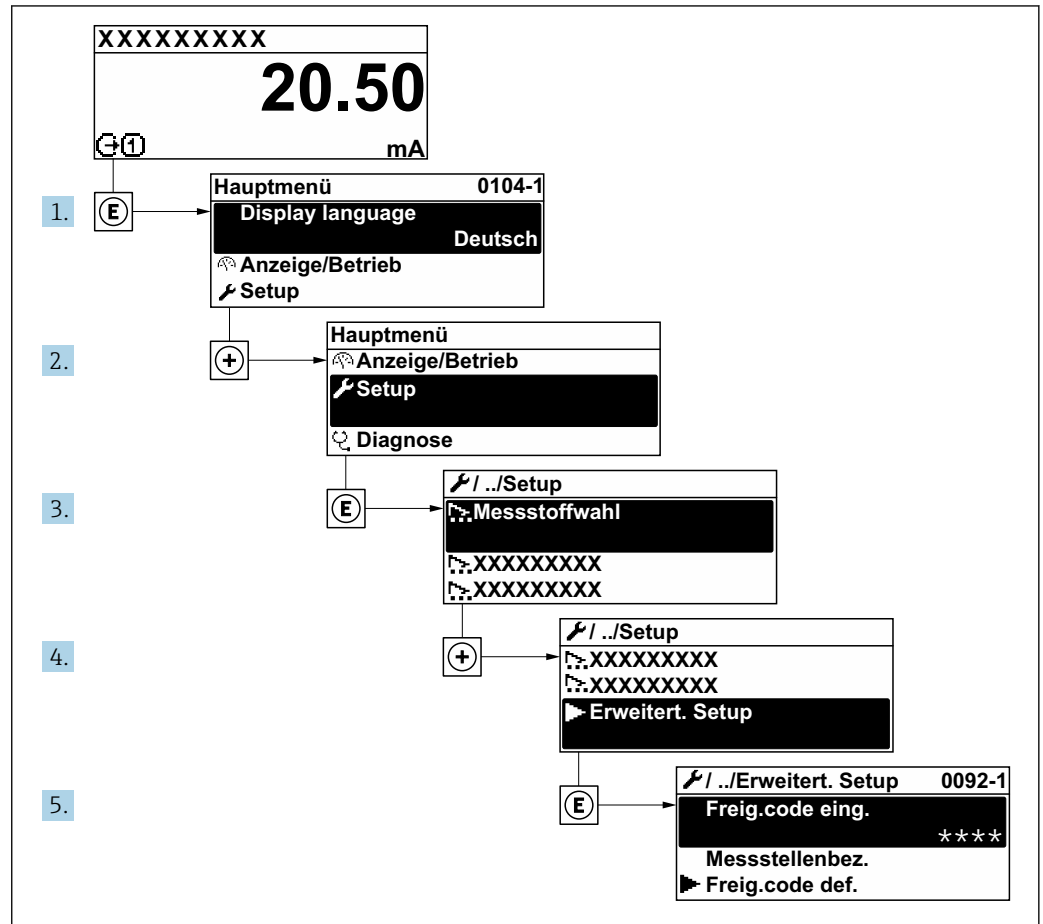 XXXXXXXXX
20.50
1 mA
1.
E
Hauptmenü 0104-1
Display language
Deutsch
Anzeige/Betrieb
Setup
2.
+
Hauptmenü
Anzeige/Betrieb
Setup
Diagnose
3.
E
/ ../Setup
Messstoffwahl
XXXXXXXXX
XXXXXXXXX
4.
+
/ ../Setup
XXXXXXXXX
XXXXXXXXX
Erweitert. Setup
5.
E
/ ../Erweitert. Setup 0092-1
Freig.code eing.
****
Messstellenbez.
Freig.code def.